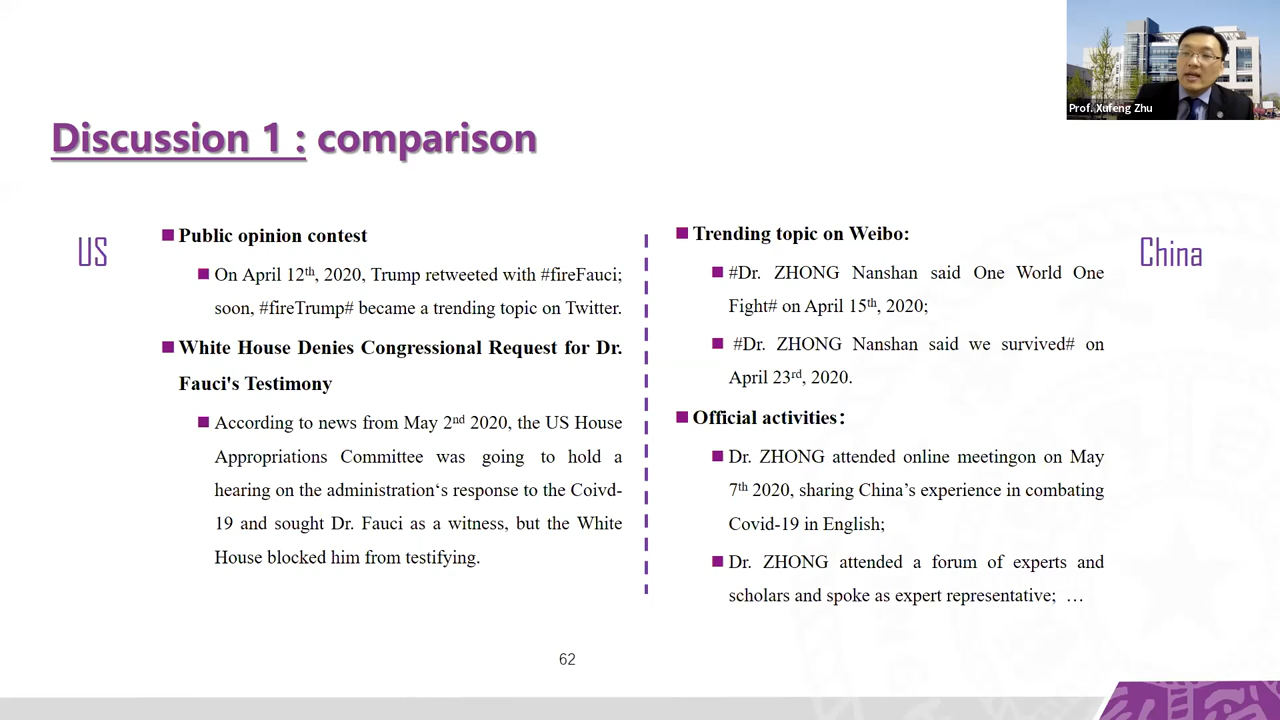 Prof. Xufeng Zhu
Discussion 1 : comparison
US
Public opinion contest
On April 12th, 2020, Trump retweeted with #fireFauci;
soon, #fireTrump# became a trending topic on Twitter.
White House Denies Congressional Request for Dr.
Fauci's Testimony
According to news from May 2nd 2020, the US House
Appropriations Committee was going to hold a
hearing on the administration‘s response to the Coivd-
19 and sought Dr. Fauci as a witness, but the White
House blocked him from testifying.
China
Trending topic on Weibo:
#Dr. ZHONG Nanshan said One World One
Fight# on April 15th, 2020;
#Dr. ZHONG Nanshan said we survived# on
April 23rd, 2020.
Official activities：
Dr. ZHONG attended online meetingon on May
7th 2020, sharing China’s experience in combating
Covid-19 in English;
Dr. ZHONG attended a forum of experts and
scholars and spoke as expert representative; …
62